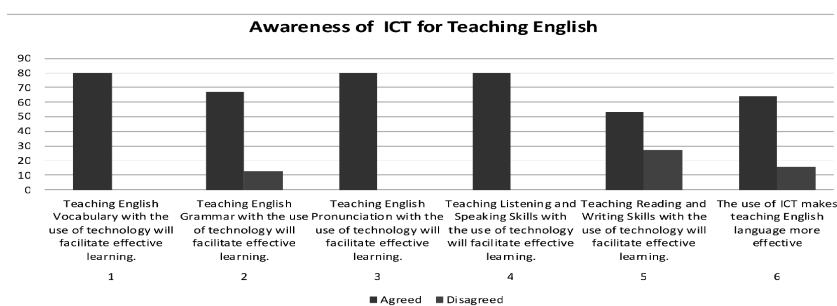 Awareness of ICT for Teaching English
90
80
70
60
50
40
30
20
10
0
Teaching English
Vocabulary with the
use of technology will
facilitate effective
learning.
1
Teaching English
Grammar with the use
of technology will
facilitate effective
learning.
2
Teaching English
Pronunciation with the
use of technology will
facilitate effective
learning.
3
Teaching Listening and
Speaking Skills with
the use of technology
will facilitate effective
learning.
4
Teaching Reading and
Writing Skills with the
use of technology will
facilitate effective
learning.
5
The use of ICT makes
teaching English
language more
effective
6
Agreed
Disagreed